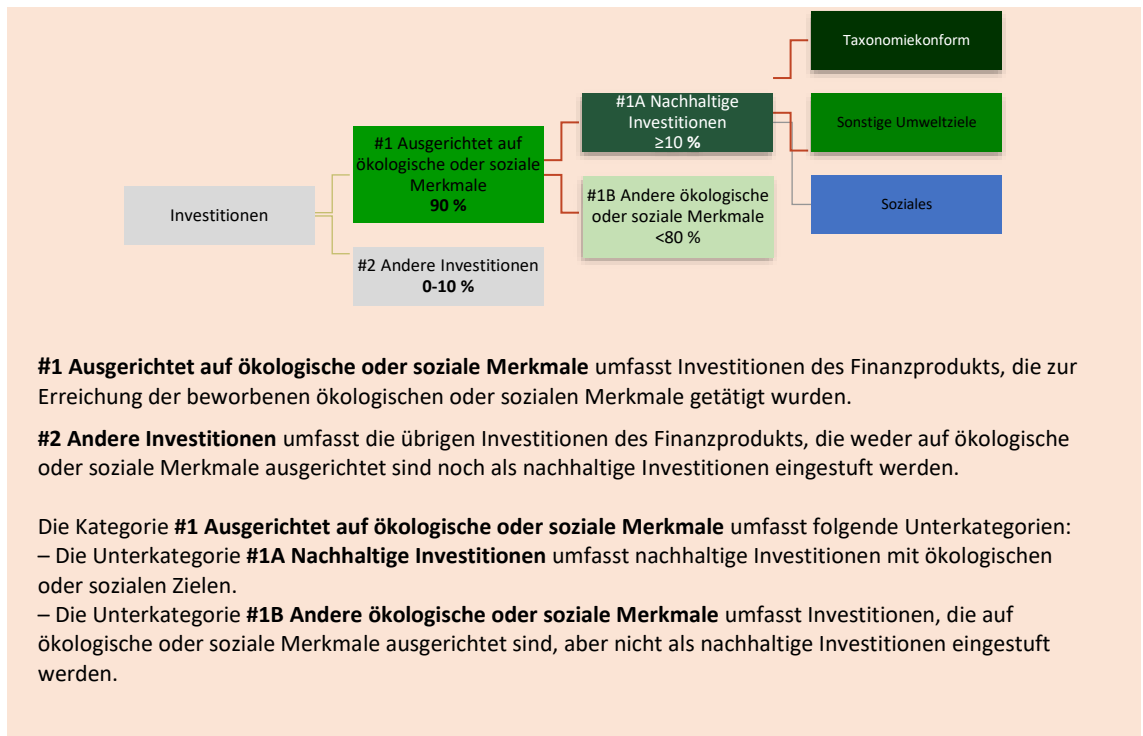 Taxonomiekonform
#1A Nachhaltige
Investitionen
≥10 %
Sonstige Umweltziele
#1 Ausgerichtet auf
ökologische oder soziale
Merkmale
90 %
#1B Andere ökologische
oder soziale Merkmale
<80 %
Soziales
Investitionen
#2 Andere Investitionen
0-10 %
#1 Ausgerichtet auf ökologische oder soziale Merkmale umfasst Investitionen des Finanzprodukts, die zur
Erreichung der beworbenen ökologischen oder sozialen Merkmale getätigt wurden.
#2 Andere Investitionen umfasst die übrigen Investitionen des Finanzprodukts, die weder auf ökologische
oder soziale Merkmale ausgerichtet sind noch als nachhaltige Investitionen eingestuft werden.
Die Kategorie #1 Ausgerichtet auf ökologische oder soziale Merkmale umfasst folgende Unterkategorien:
– Die Unterkategorie #1A Nachhaltige Investitionen umfasst nachhaltige Investitionen mit ökologischen
oder sozialen Zielen.
– Die Unterkategorie #1B Andere ökologische oder soziale Merkmale umfasst Investitionen, die auf
ökologische oder soziale Merkmale ausgerichtet sind, aber nicht als nachhaltige Investitionen eingestuft
werden.